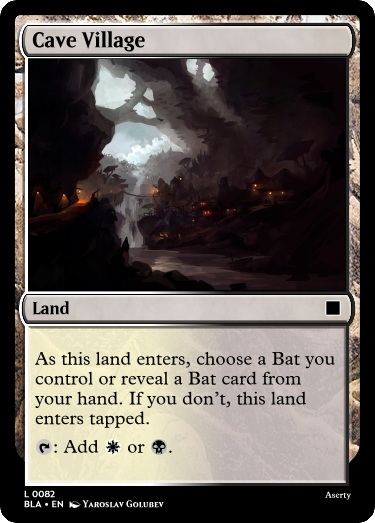 Cave Village
Land
As this land enters, choose a Bat you
control or reveal a Bat card from
your hand. If you don't, this land
enters tapped.
: Add or .
L 0082
BLA • EN Yaroslav Golubev
Aserty